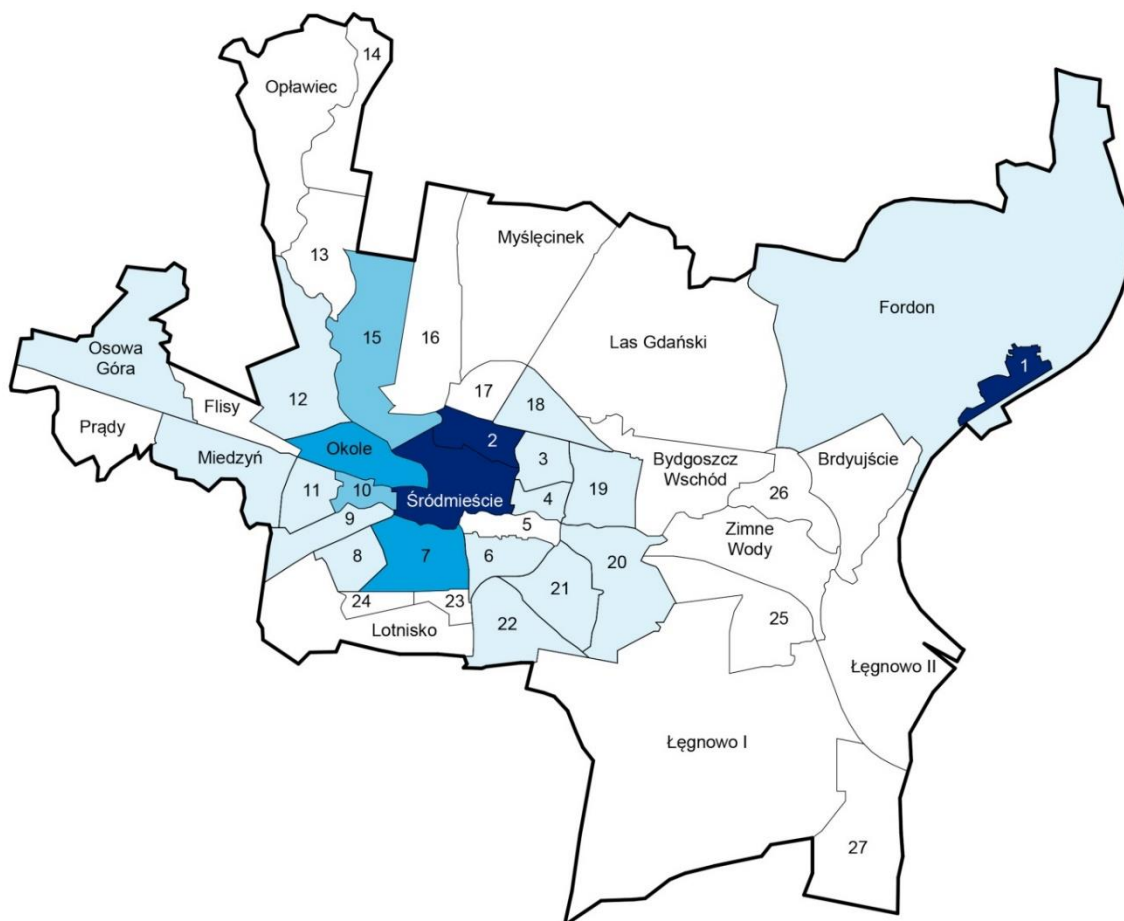 14
Opławiec
Myślęcinek
13
Fordon
15
16
Las Gdański
Osowa
Góra
1
12
17
Flisy
18
Prądy
2
Okole
Miedzyń
3
Bydgoszcz
Wschód
Brdyujście
11
10
Śródmieście
4
19
26
9
5
Zimne
Wody
8
7
6
20
21
24
23
25
22
Lotnisko
Łęgnowo II
Łęgnowo I
27